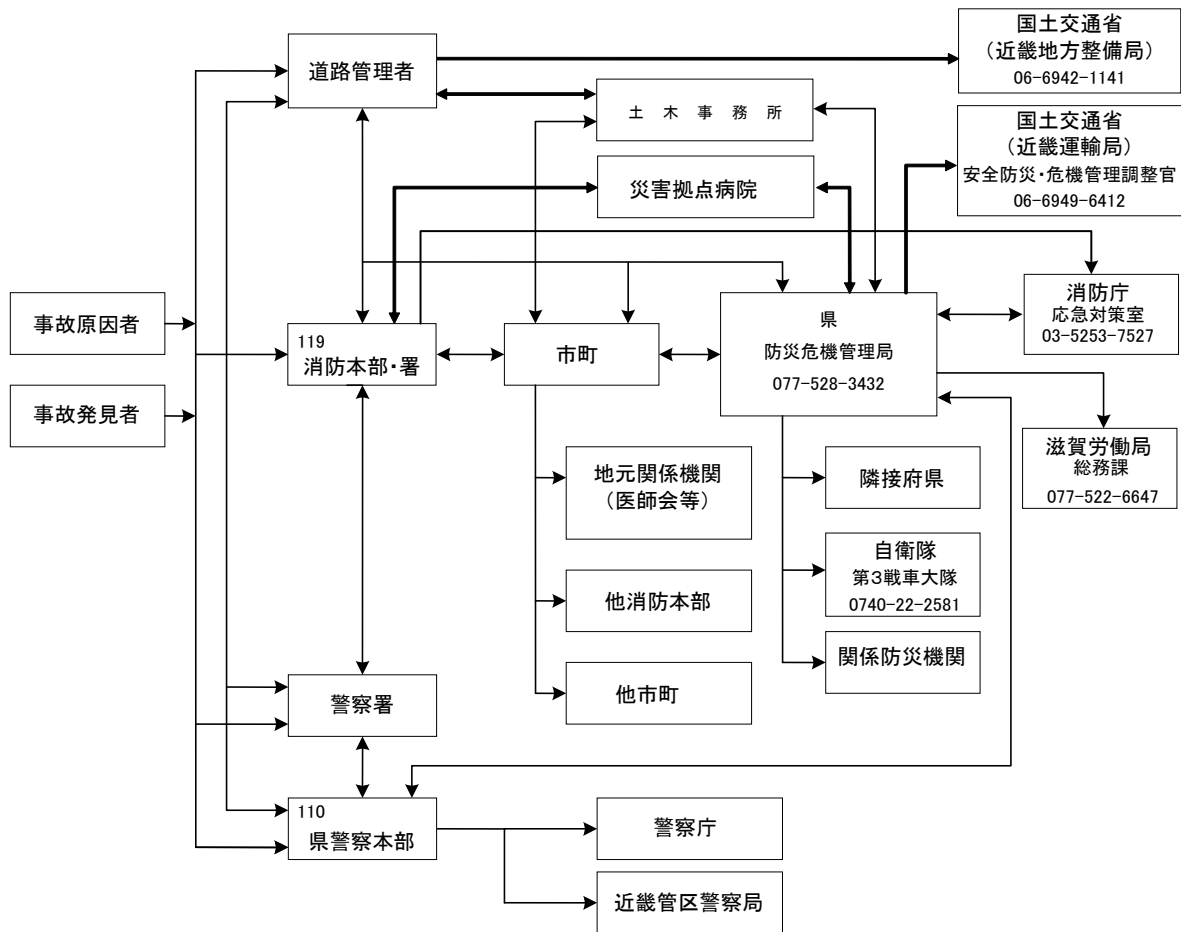 国土交通省
(近畿地方整備局)
06-6942-1141
道路管理者
土木事務所
国土交通省
(近畿運輸局)
安全防災・危機管理調整官
06-6949-6412
災害拠点病院
事故原因者
119
消防本部・署
市町
県
防災危機管理局
077-528-3432
消防庁
応急対策室
03-5253-7527
事故発見者
地元関係機関
(医師会等)
隣接府県
滋賀労働局
総務課
077-522-6647
自衛隊
第3戦車大隊
0740-22-2581
他消防本部
関係防災機関
警察署
他市町
110
県警察本部
警察庁
近畿管区警察局